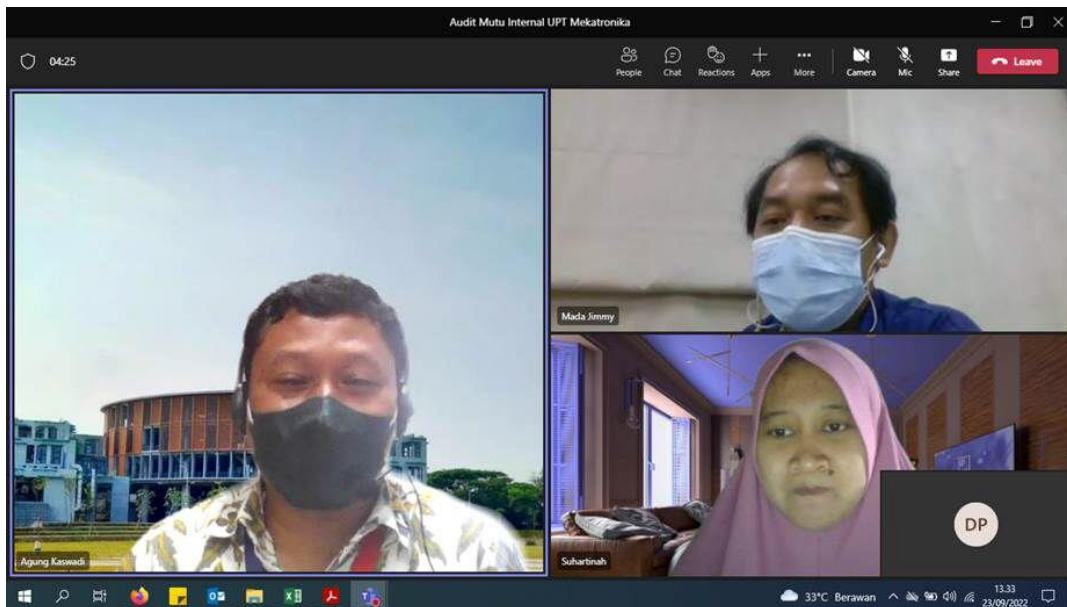 Audit Mutu Internal UPT Mekatronika
04:25
People
Chat
Reactions
Apps
More
Camera
Mic
Share
Leave
Agung Kaswadi
Mada Jimmy
Suhartinah
DP
33°C Berawan
13.33
23/09/2022